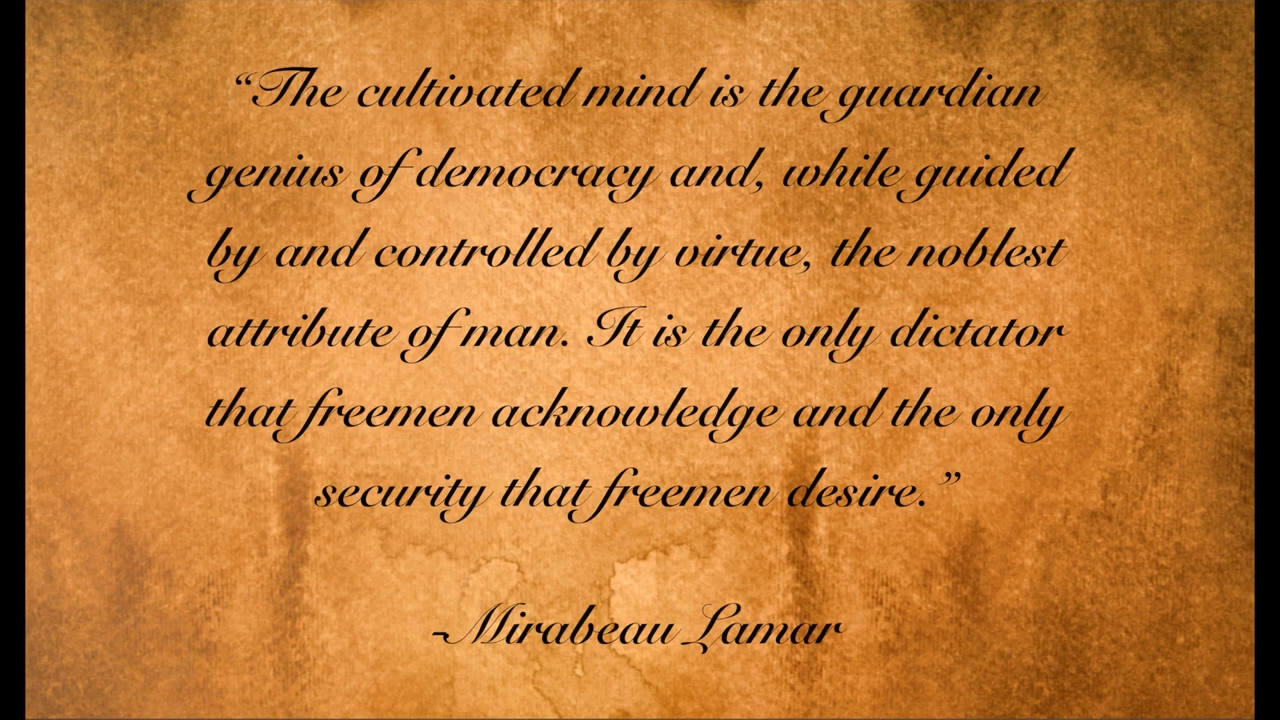 “The cultivated mind is the guardian
genius of democracy and, while guided
by and controlled by virtue, the noblest
attribute of man. It is the only dictator
that freemen acknowledge and the only
security that freemen desire.”
-Mirabeau Lamar